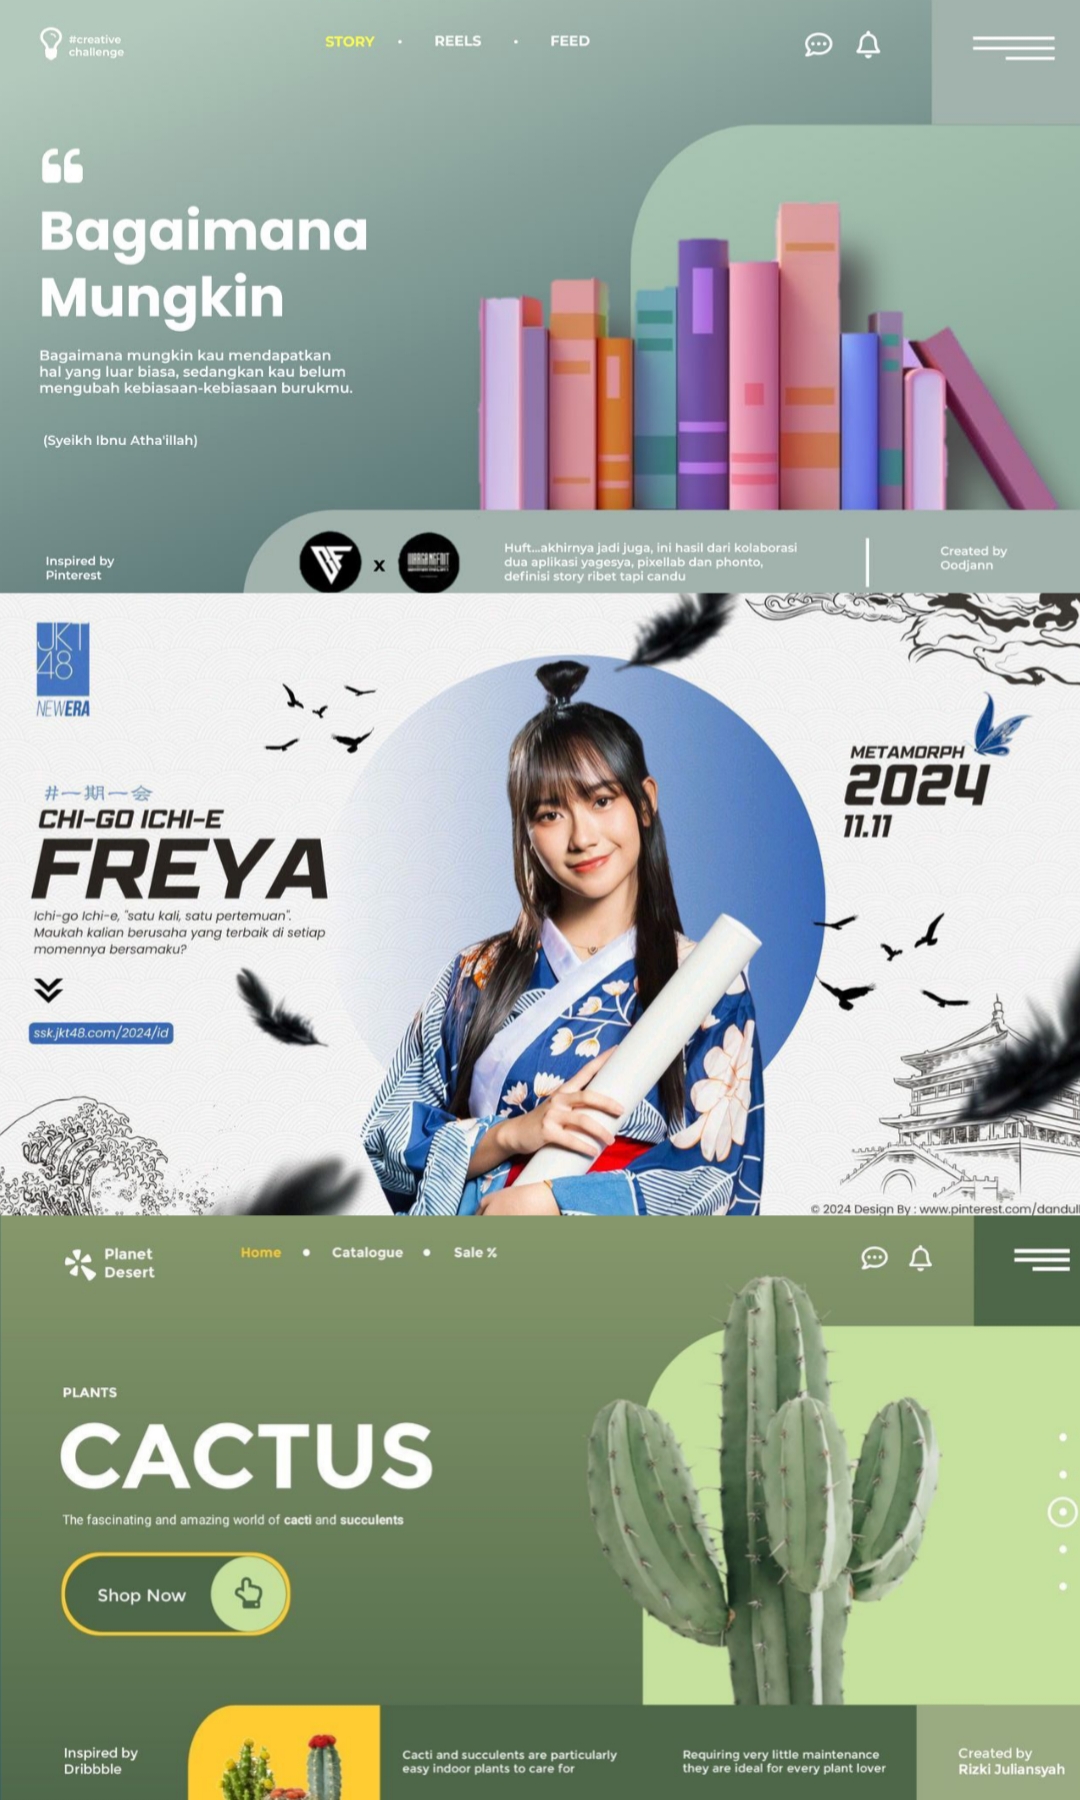 #creative
challenge
STORY • REELS • FEED
“
Bagaimana
Mungkin
Bagaimana mungkin kau mendapatkan
hal yang luar biasa, sedangkan kau belum
mengubah kebiasaan-kebiasaan burukmu.
(Syeikh Ibnu Atha'illah)
Inspired by
Pinterest
x
Huft...akhirnya jadi juga, ini hasil dari kolaborasi
dua aplikasi yagesya, pixellab dan phonto,
definisi story ribet tapi candu
Created by
Oodjann
JKT
48
NEWERA
#一期一会
CHI-GO ICHI-E
FREYA
Ichi-go Ichi-e, "satu kali, satu pertemuan".
Maukah kalian berusaha yang terbaik di setiap
momennya bersamaku?
ssk.jkt48.com/2024/id
METAMORPH
2024
11.11
© 2024 Design By : www.pinterest.com/dandull
Planet
Desert
Home • Catalogue • Sale %
PLANTS
CACTUS
The fascinating and amazing world of cacti and succulents
Shop Now
Inspired by
Dribbble
Cacti and succulents are particularly
easy indoor plants to care for
Requiring very little maintenance
they are ideal for every plant lover
Created by
Rizki Juliansyah